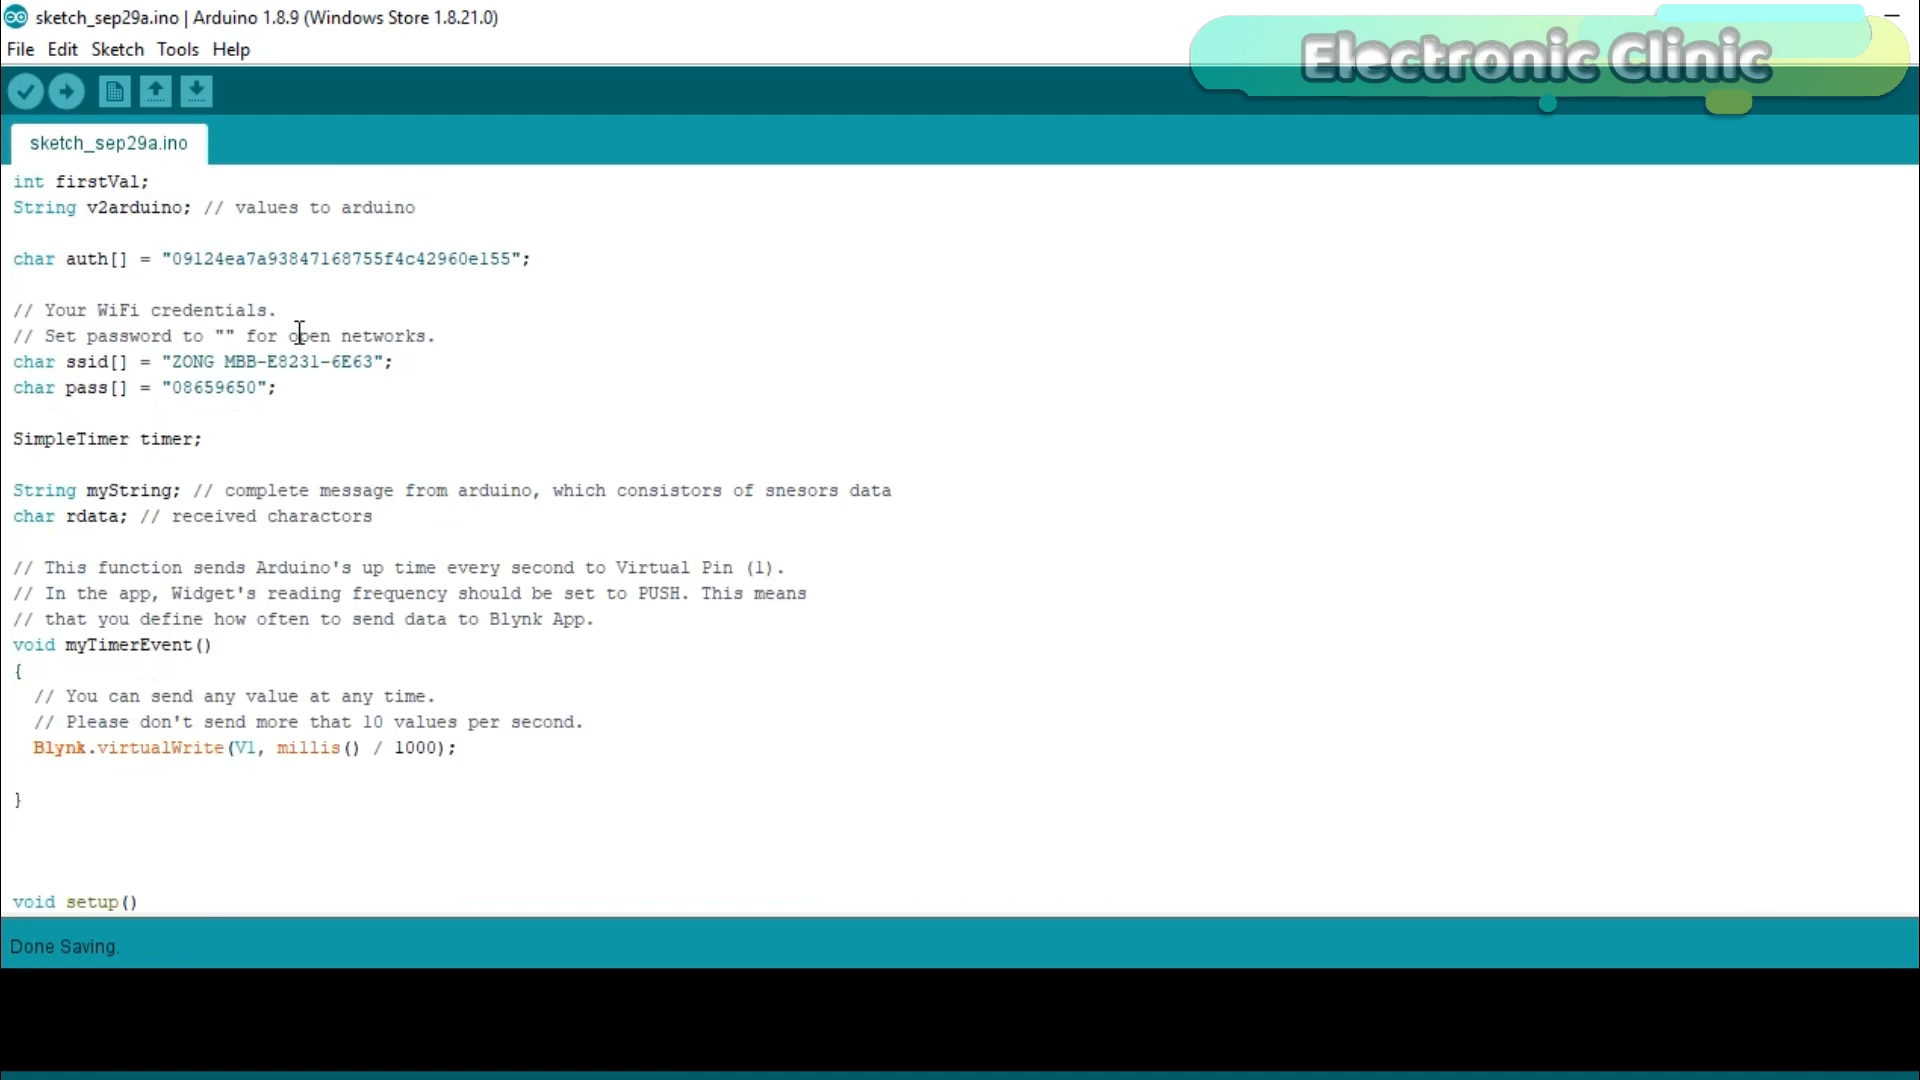 sketch_sep29a.ino | Arduino 1.8.9 (Windows Store 1.8.21.0)
File Edit Sketch Tools Help
Electronic Clinic
sketch_sep29a.ino
int firstVal;
String v2arduino; // values to arduino
char auth[] = "09124ea7a93847168755f4c42960e155";
// Your WiFi credentials.
// Set password to "" for open networks.
char ssid[] = "ZONG MBB-E8231-6E63";
char pass[] = "08659650";
SimpleTimer timer;
String myString; // complete message from arduino, which consistors of snesors data
char rdata; // received charactors
// This function sends Arduino's up time every second to Virtual Pin (1).
// In the app, Widget's reading frequency should be set to PUSH. This means
// that you define how often to send data to Blynk App.
void myTimerEvent()
{
// You can send any value at any time.
// Please don't send more that 10 values per second.
Blynk.virtualWrite(V1, millis() / 1000);
}
void setup()
Done Saving.